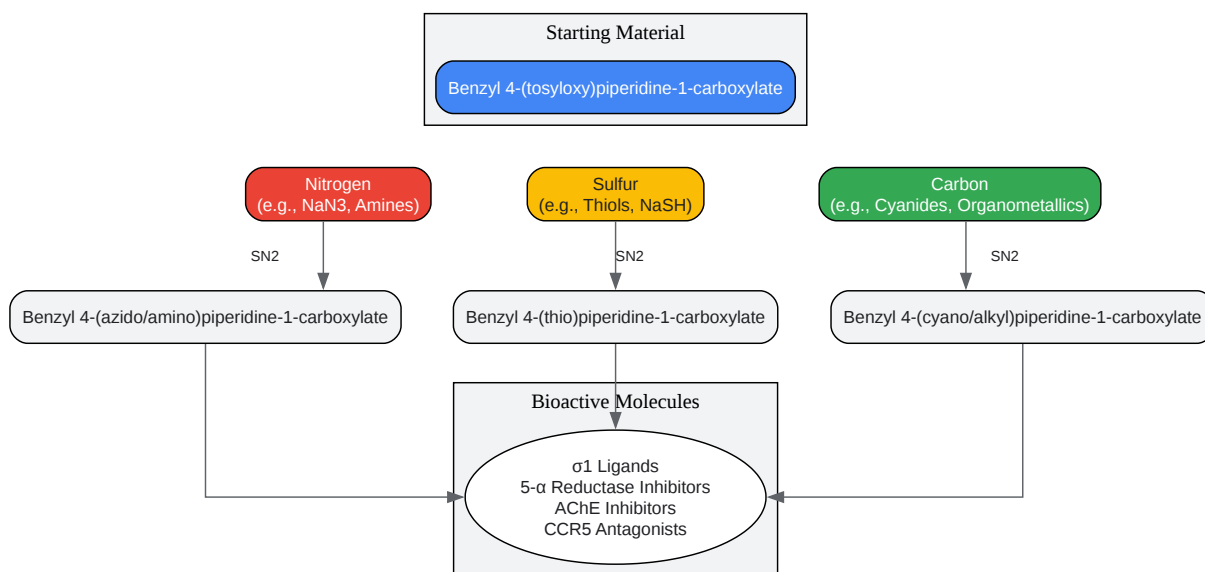 Starting Material
Benzyl 4-(tosyloxy)piperidine-1-carboxylate
Nitrogen
(e.g., NaN3, Amines)
Sulfur
(e.g., Thiols, NaSH)
Carbon
(e.g., Cyanides, Organometallics)
SN2
SN2
SN2
Benzyl 4-(azido/amino)piperidine-1-carboxylate
Benzyl 4-(thio)piperidine-1-carboxylate
Benzyl 4-(cyano/alkyl)piperidine-1-carboxylate
Bioactive Molecules
σ1 Ligands
5-α Reductase Inhibitors
AChE Inhibitors
CCR5 Antagonists